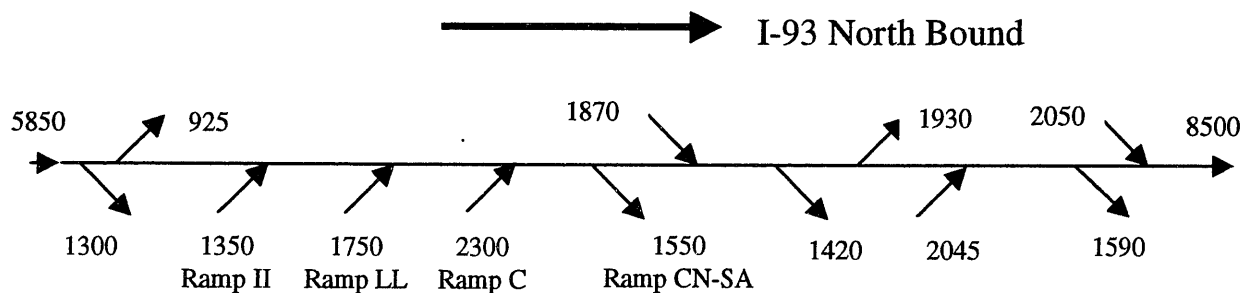 I-93 North Bound
5850 925 1870 1930 2050 8500
1300 1350 1750 2300 1550 1420 2045 1590
Ramp II Ramp LL Ramp C Ramp CN-SA